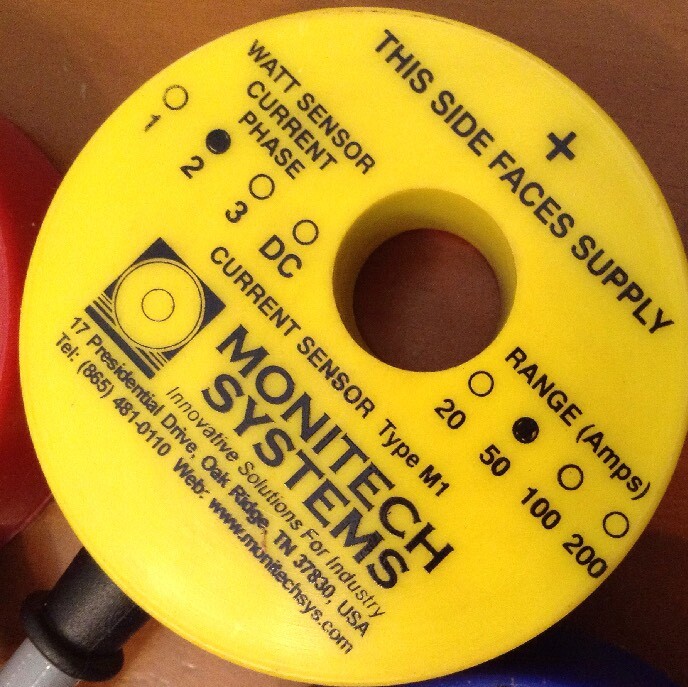 THIS SIDE FACES SUPPLY
+
WATT SENSOR
CURRENT
PHASE
1
2
3
DC
CURRENT SENSOR Type M1
MONITECH
SYSTEMS
Innovative Solutions For Industry
17 Presidential Drive, Oak Ridge, TN 37830, USA
Tel: (865) 481-0110 Web: www.monitechsys.com
RANGE (Amps)
20
50
100
200